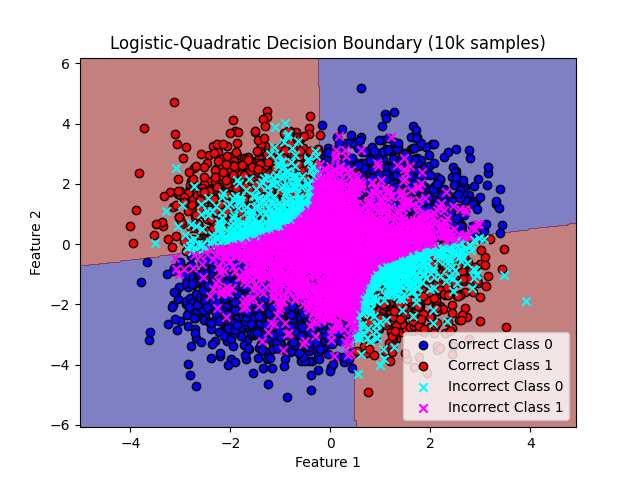 Logistic-Quadratic Decision Boundary (10k samples)
6
4
2
0
−2
−4
−6
Feature 2
−4
−2
0
2
4
Feature 1
Correct Class 0
Correct Class 1
Incorrect Class 0
Incorrect Class 1